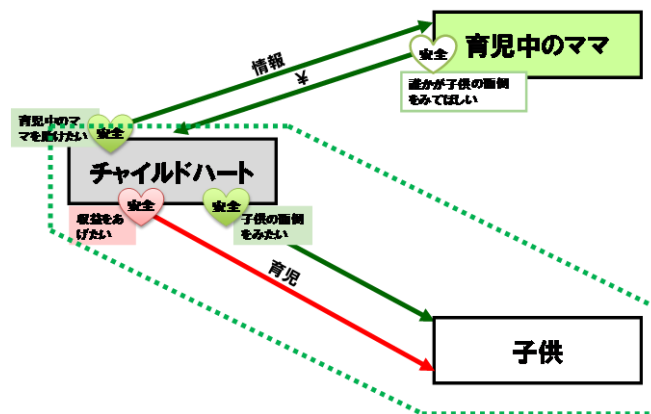 育児中のママ
安全
情報
￥
誰かが子供の面倒
をみてほしい
育児中のマ
マを助けたい
安全
チャイルドハート
安全
安全
収益をあ
げたい
子供の面倒
をみたい
育児
子供